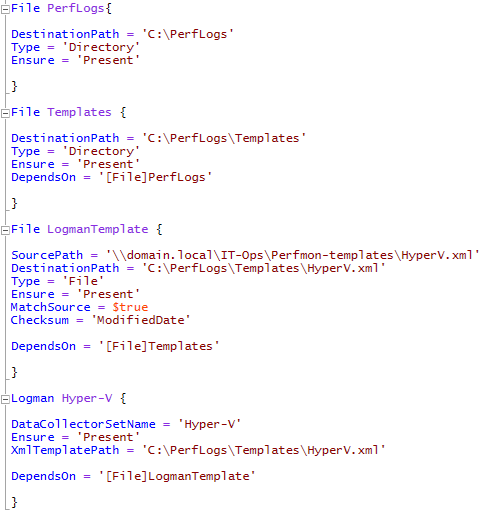 File PerfLogs{
DestinationPath = 'C:\PerfLogs'
Type = 'Directory'
Ensure = 'Present'
}
File Templates {
DestinationPath = 'C:\PerfLogs\Templates'
Type = 'Directory'
Ensure = 'Present'
DependsOn = '[File]PerfLogs'
}
File LogmanTemplate {
SourcePath = '\\domain.local\IT-Ops\Perfmon-templates\HyperV.xml'
DestinationPath = 'C:\PerfLogs\Templates\HyperV.xml'
Type = 'File'
Ensure = 'Present'
MatchSource = $true
Checksum = 'ModifiedDate'
DependsOn = '[File]Templates'
}
Logman Hyper-V {
DataCollectorSetName = 'Hyper-V'
Ensure = 'Present'
XmlTemplatePath = 'C:\PerfLogs\Templates\HyperV.xml'
DependsOn = '[File]LogmanTemplate'
}